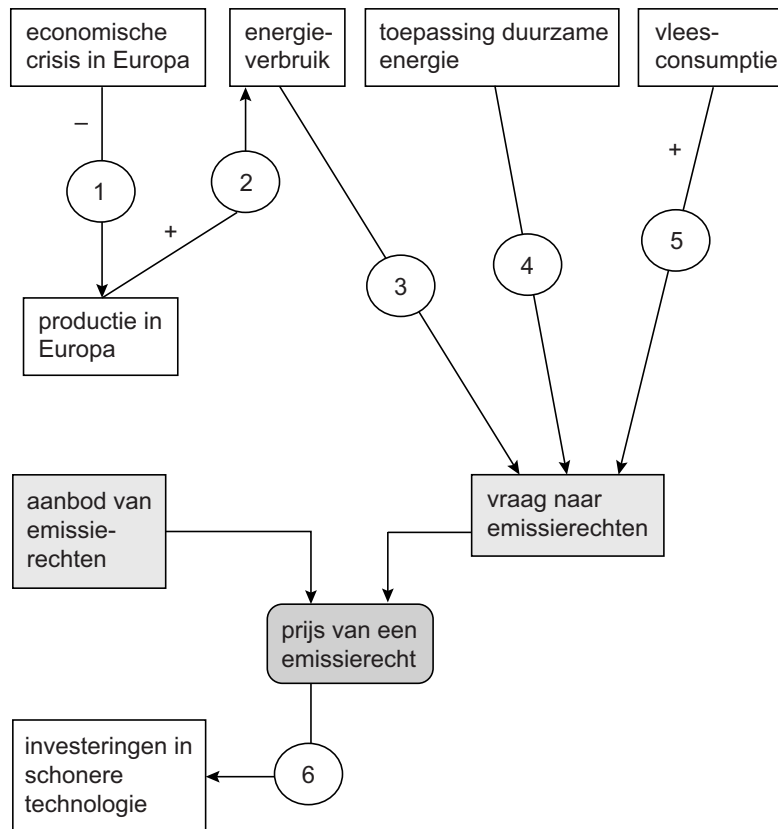 economische
crisis in Europa
energie-
verbruik
toepassing duurzame
energie
vlees-
consumptie
–
+
1
2
+
3
4
5
productie in
Europa
aanbod van
emissie-
rechten
vraag naar
emissierechten
prijs van een
emissierecht
investeringen in
schonere
technologie
6